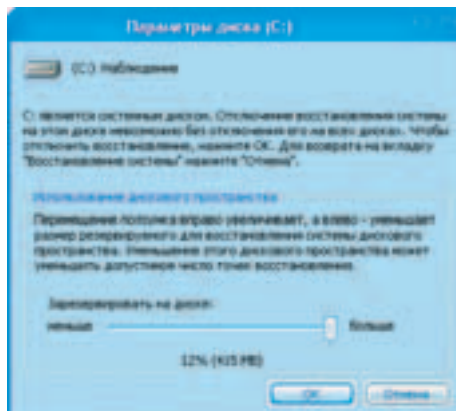 Параметры диска (C:)
(C:) Наблюдение
C: является системным диском. Отключение восстановления системы
на этом диске невозможно без отключения его на всех дисках. Чтобы
отключить восстановление, нажмите OK. Для возврата на вкладку
"Восстановление системы" нажмите "Отмена".
Использование дискового пространства
Перемещение ползунка вправо увеличивает, а влево - уменьшает
размер резервируемого для восстановления системы дискового
пространства. Уменьшение этого дискового пространства может
уменьшить допустимое число точек восстановления.
Зарезервировать на диске:
меньше больше
12% (415 MB)
OK Отмена